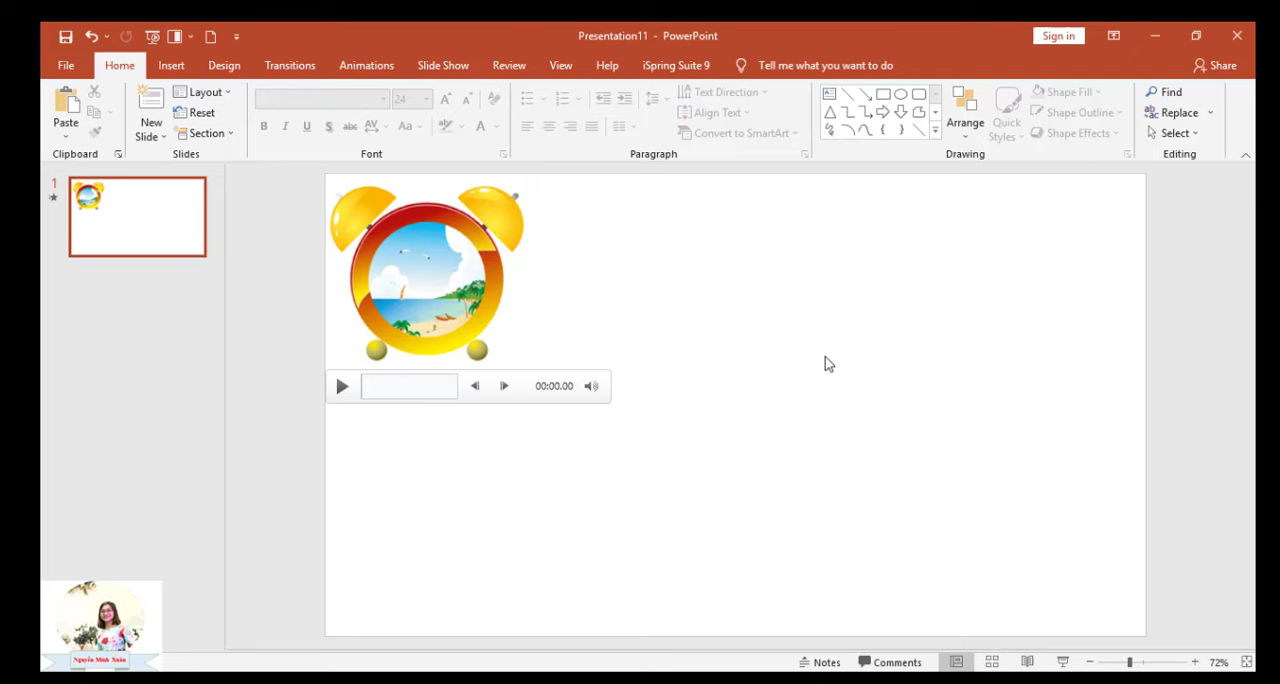 Presentation11 - PowerPoint
Sign in
File Home Insert Design Transitions Animations Slide Show Review View Help iSpring Suite 9 Tell me what you want to do Share
Paste
Clipboard
New Slide
Layout
Reset
Section
Slides
24
B I U S abc AV Aa A
Font
Text Direction
Align Text
Convert to SmartArt
Paragraph
Arrange
Quick Styles
Shape Fill
Shape Outline
Shape Effects
Drawing
Find
Replace
Select
Editing
1
00:00.00
Nguyễn Minh Xuân
Notes Comments 72%